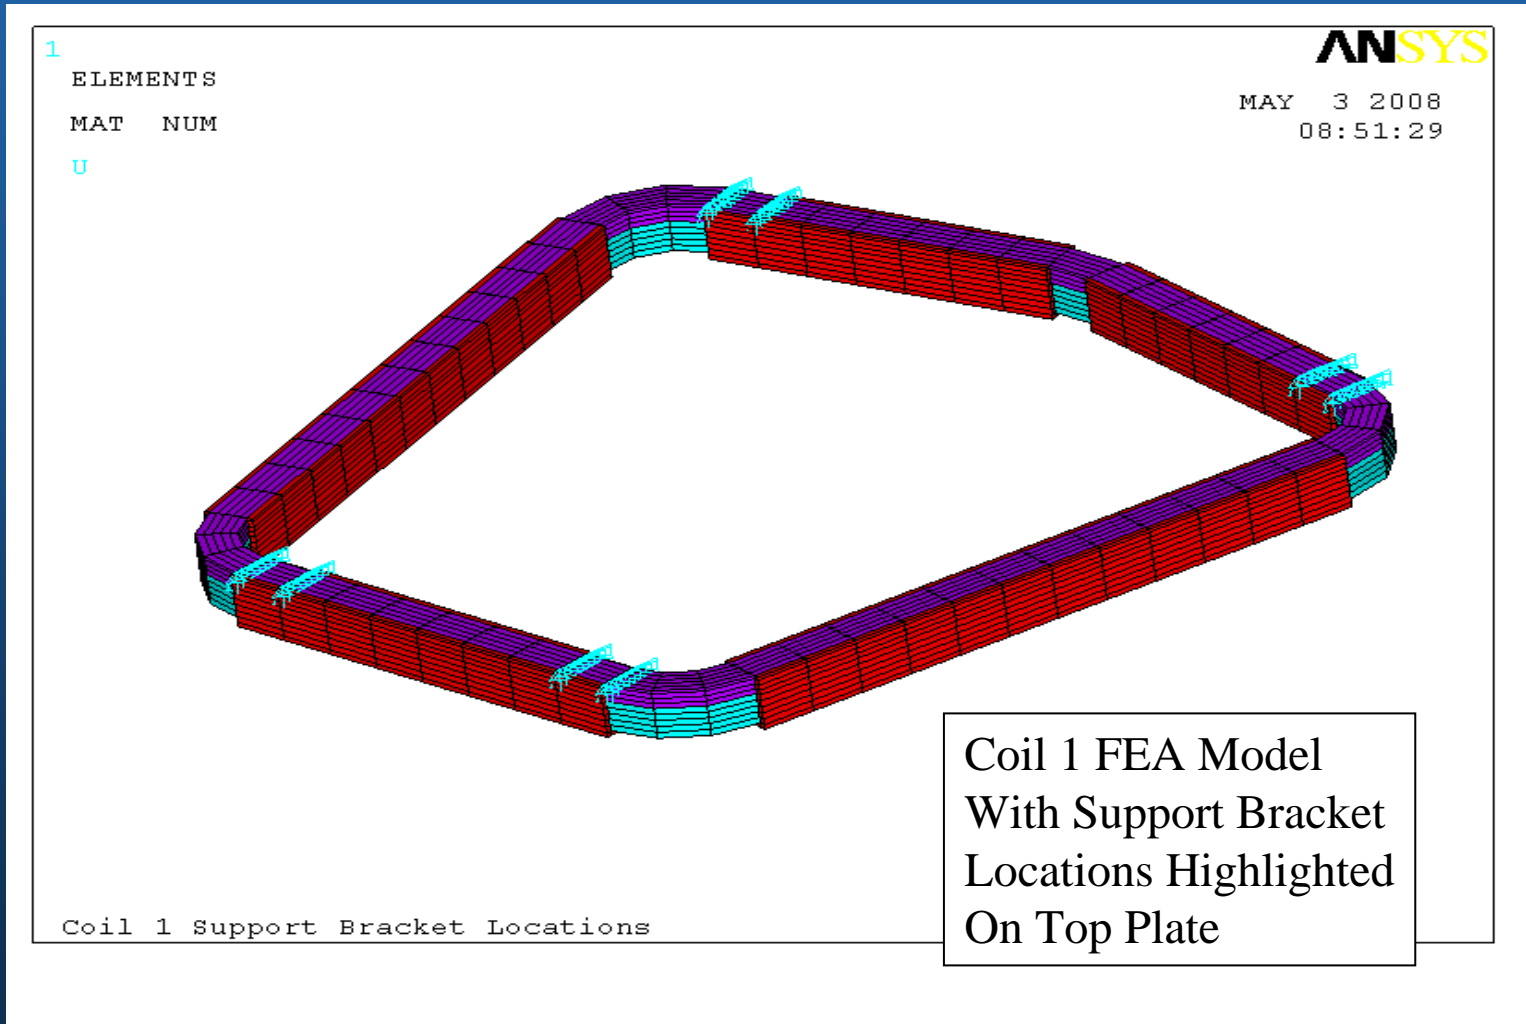 1
ELEMENTS
MAT NUM
U
ANSYS
MAY 3 2008
08:51:29
Coil 1 FEA Model
With Support Bracket
Locations Highlighted
On Top Plate
Coil 1 Support Bracket Locations